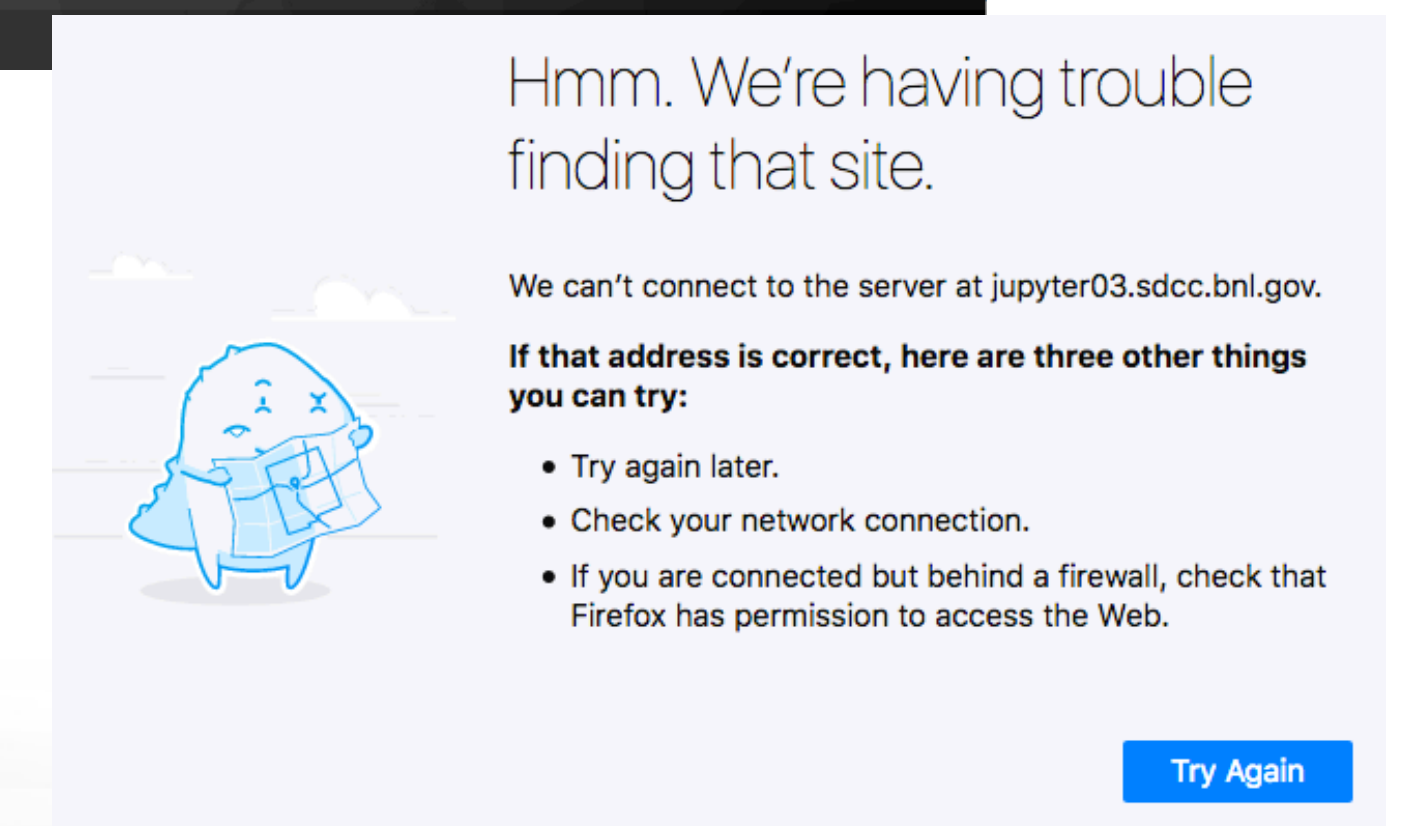 Hmm. We’re having trouble
finding that site.
We can’t connect to the server at jupyter03.sdcc.bnl.gov.
If that address is correct, here are three other things
you can try:
• Try again later.
• Check your network connection.
• If you are connected but behind a firewall, check that
Firefox has permission to access the Web.
Try Again